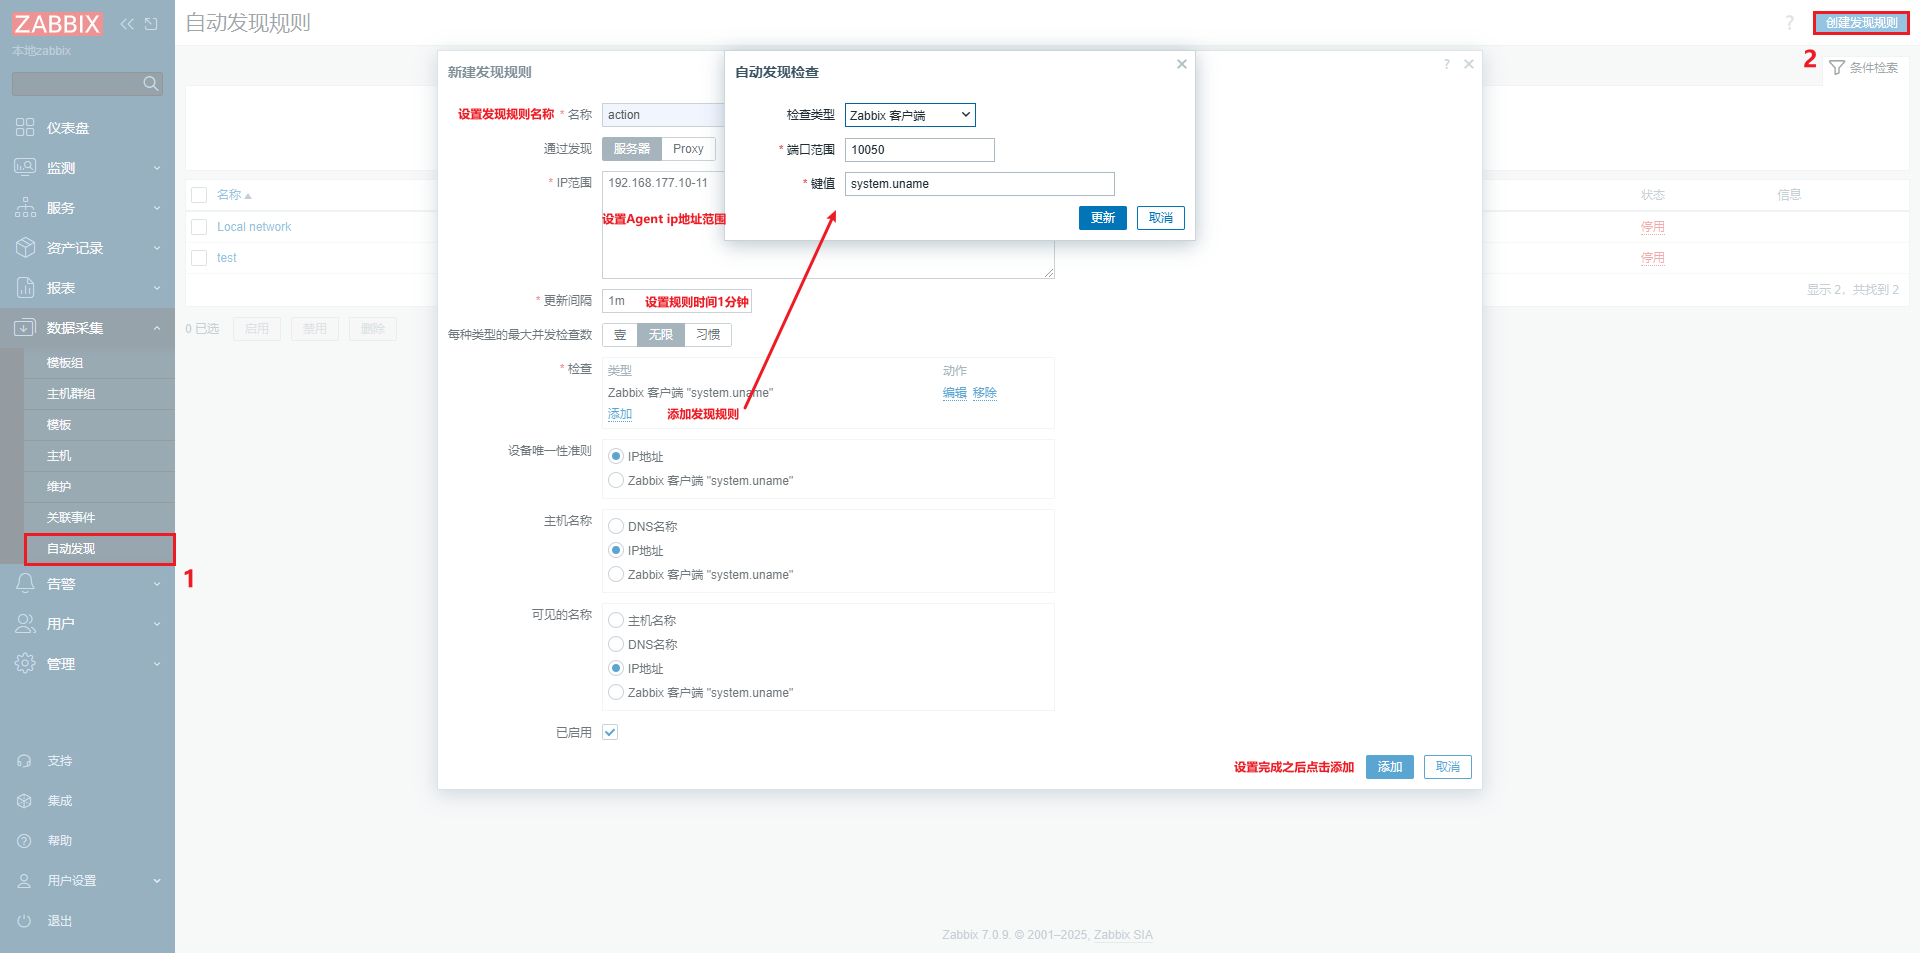 ZABBIX
本地zabbix
仪表盘
监测
服务
资产记录
报表
数据采集
模板组
主机群组
模板
主机
维护
关联事件
自动发现
1
告警
用户
管理
支持
集成
帮助
用户设置
退出
自动发现规则
?
创建发现规则
2
条件检索
名称
状态
信息
Local network
停用
test
停用
显示 2，共找到 2
0 已选
启用
禁用
删除
新建发现规则
?
设置发现规则名称 * 名称
action
通过发现
服务器
Proxy
* IP范围
192.168.177.10-11
设置Agent ip地址范围
* 更新间隔
1m
设置规则时间1分钟
每种类型的最大并发检查数
壹
无限
习惯
* 检查
类型
动作
Zabbix 客户端 "system.uname"
编辑 移除
添加
添加发现规则
设备唯一性准则
IP地址
Zabbix 客户端 "system.uname"
主机名称
DNS名称
IP地址
Zabbix 客户端 "system.uname"
可见的名称
主机名称
DNS名称
IP地址
Zabbix 客户端 "system.uname"
已启用
设置完成之后点击添加
添加
取消
自动发现检查
检查类型
Zabbix 客户端
* 端口范围
10050
* 键值
system.uname
更新
取消
Zabbix 7.0.9. © 2001–2025, Zabbix SIA